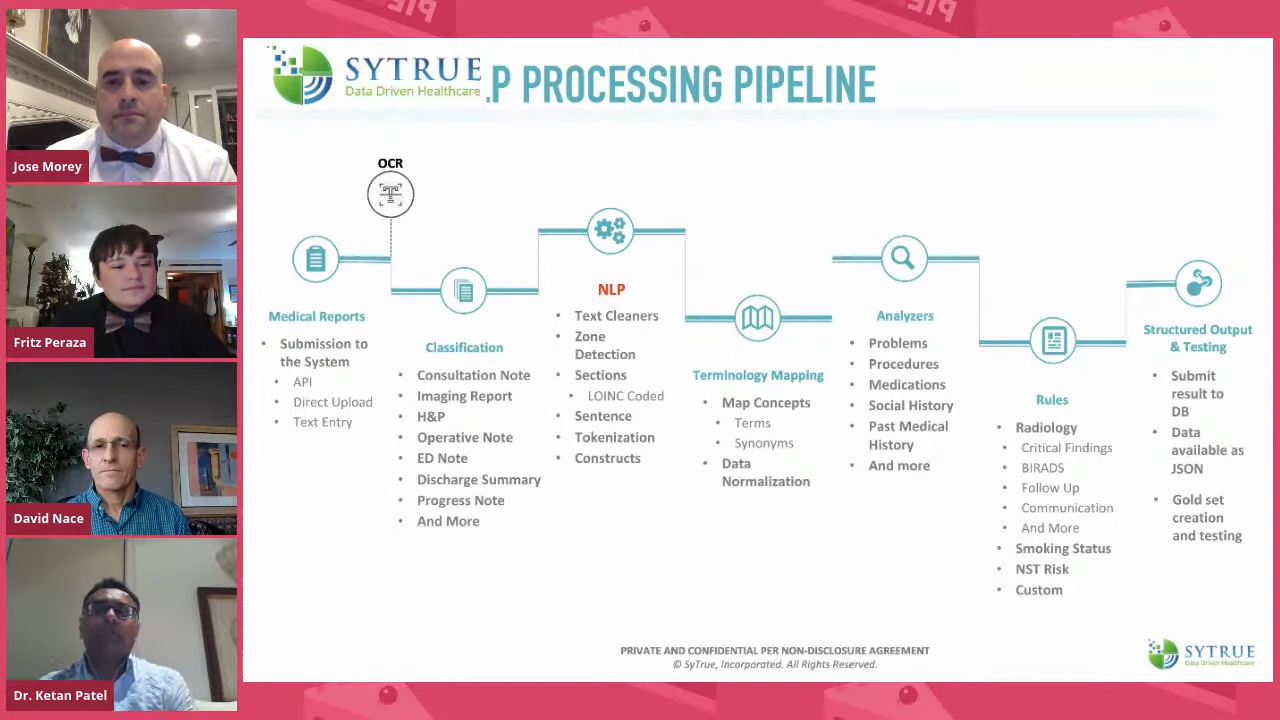 Jose Morey
Fritz Peraza
David Nace
Dr. Ketan Patel
SYTRUE
Data Driven Healthcare
.P PROCESSING PIPELINE
OCR
T
Medical Reports
• Submission to
the System
• API
• Direct Upload
• Text Entry
Classification
• Consultation Note
• Imaging Report
• H&P
• Operative Note
• ED Note
• Discharge Summary
• Progress Note
• And More
NLP
• Text Cleaners
• Zone
Detection
• Sections
• LOINC Coded
• Sentence
• Tokenization
• Constructs
Terminology Mapping
• Map Concepts
• Terms
• Synonyms
• Data
Normalization
Analyzers
• Problems
• Procedures
• Medications
• Social History
• Past Medical
History
• And more
Rules
• Radiology
• Critical Findings
• BIRADS
• Follow Up
• Communication
• And More
• Smoking Status
• NST Risk
• Custom
Structured Output
& Testing
• Submit
result to
DB
• Data
available as
JSON
• Gold set
creation
and testing
PRIVATE AND CONFIDENTIAL PER NON-DISCLOSURE AGREEMENT
© SyTrue, Incorporated. All Rights Reserved.
SYTRUE
Data Driven Healthcare